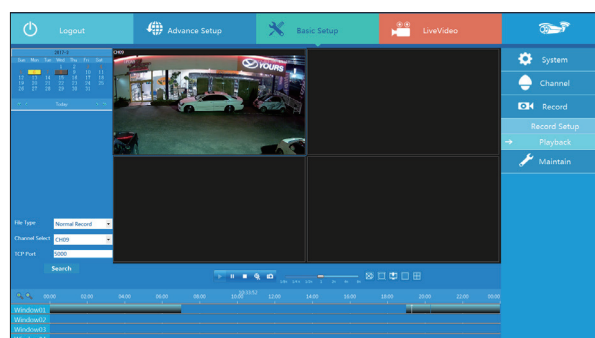 Logout
Advance Setup
Basic Setup
LiveVideo
System
Channel
Record
Record Setup
Playback
Maintain
2017-3
Sun Mon Tue Wed Thu Fri Sat
Today
CH09
YOURS
File Type Normal Record
Channel Select CH09
TCP Port 5000
Search
00:00 02:00 04:00 06:00 08:00 10:00 12:00 14:00 16:00 18:00 20:00 22:00 00:00
Window01
Window02
Window03